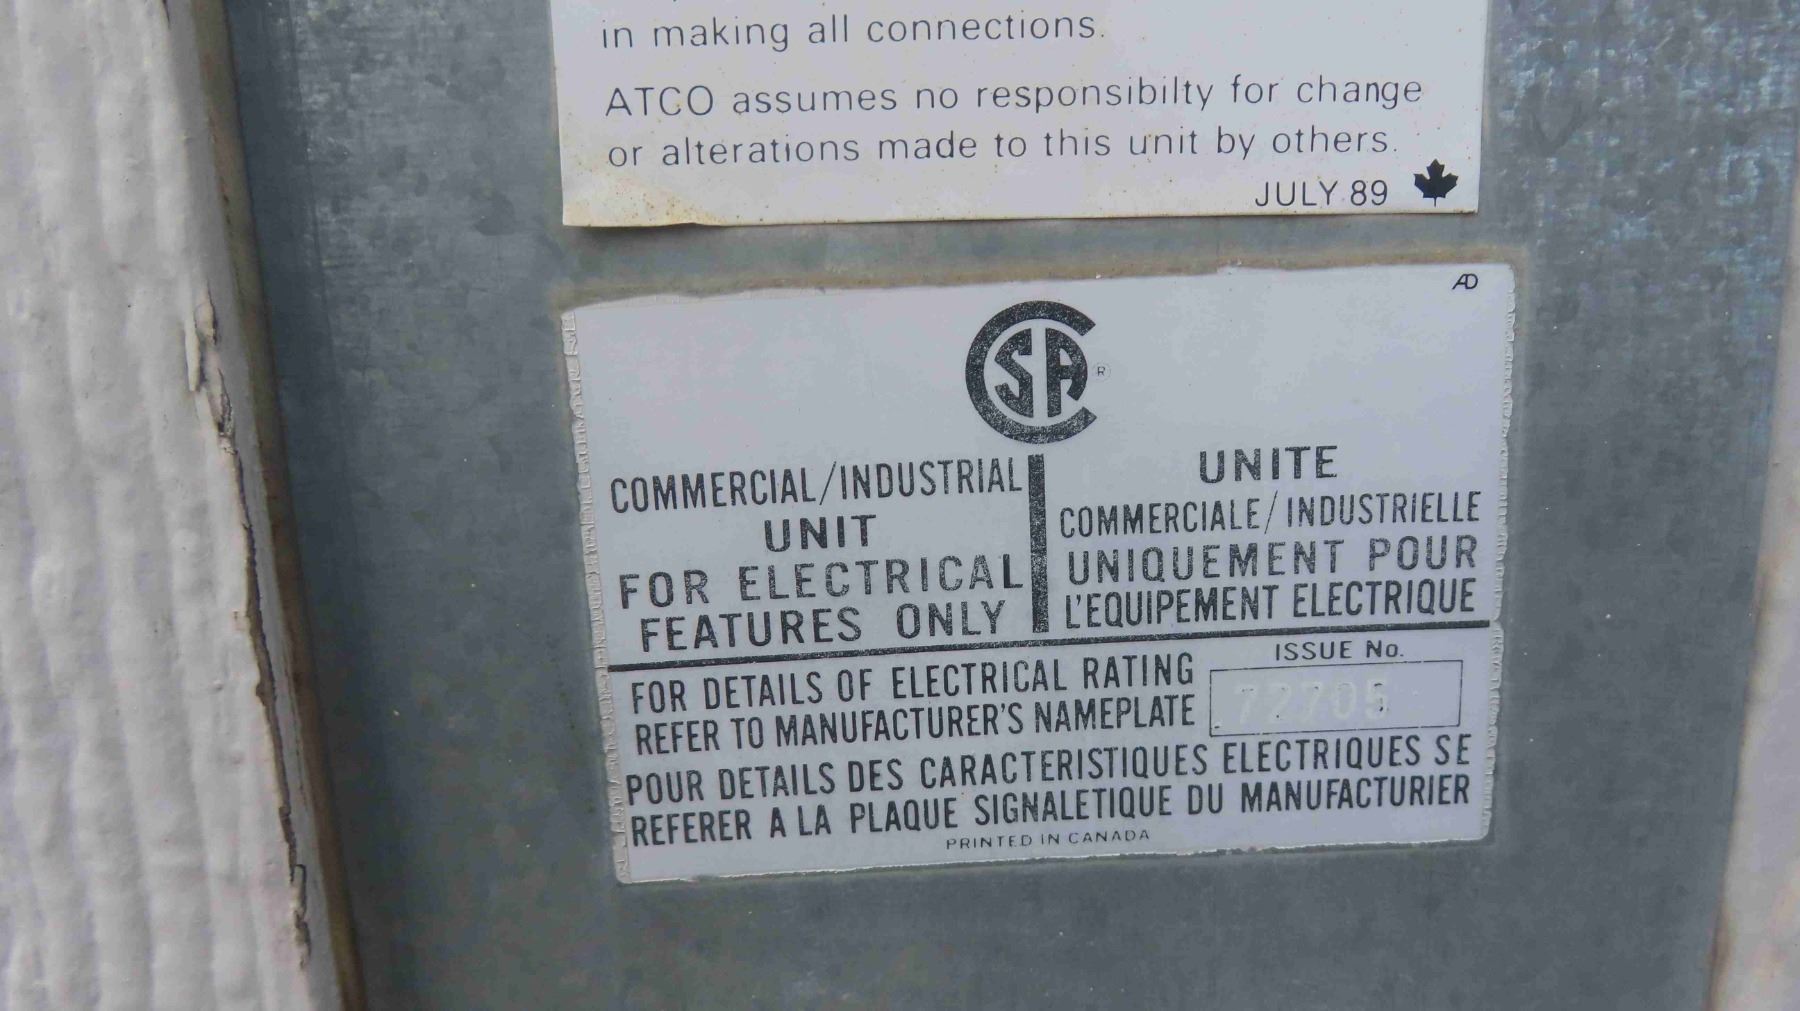 in making all connections.
ATCO assumes no responsibilty for change
or alterations made to this unit by others.
JULY 89
AD
CSA ®
COMMERCIAL/INDUSTRIAL
UNIT
FOR ELECTRICAL
FEATURES ONLY
UNITE
COMMERCIALE/INDUSTRIELLE
UNIQUEMENT POUR
L'EQUIPEMENT ELECTRIQUE
FOR DETAILS OF ELECTRICAL RATING
REFER TO MANUFACTURER'S NAMEPLATE
ISSUE No.
72705
POUR DETAILS DES CARACTERISTIQUES ELECTRIQUES SE
REFERER A LA PLAQUE SIGNALETIQUE DU MANUFACTURIER
PRINTED IN CANADA